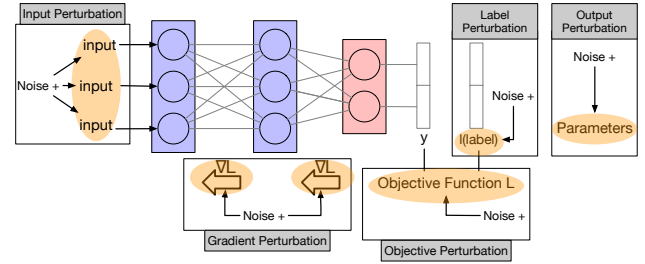 Input Perturbation
Label
Perturbation
Output
Perturbation
input
Noise +
input
input
Noise +
Noise +
y
l(label)
Parameters
∇L
∇L
Noise +
Gradient Perturbation
Objective Function L
Noise +
Objective Perturbation